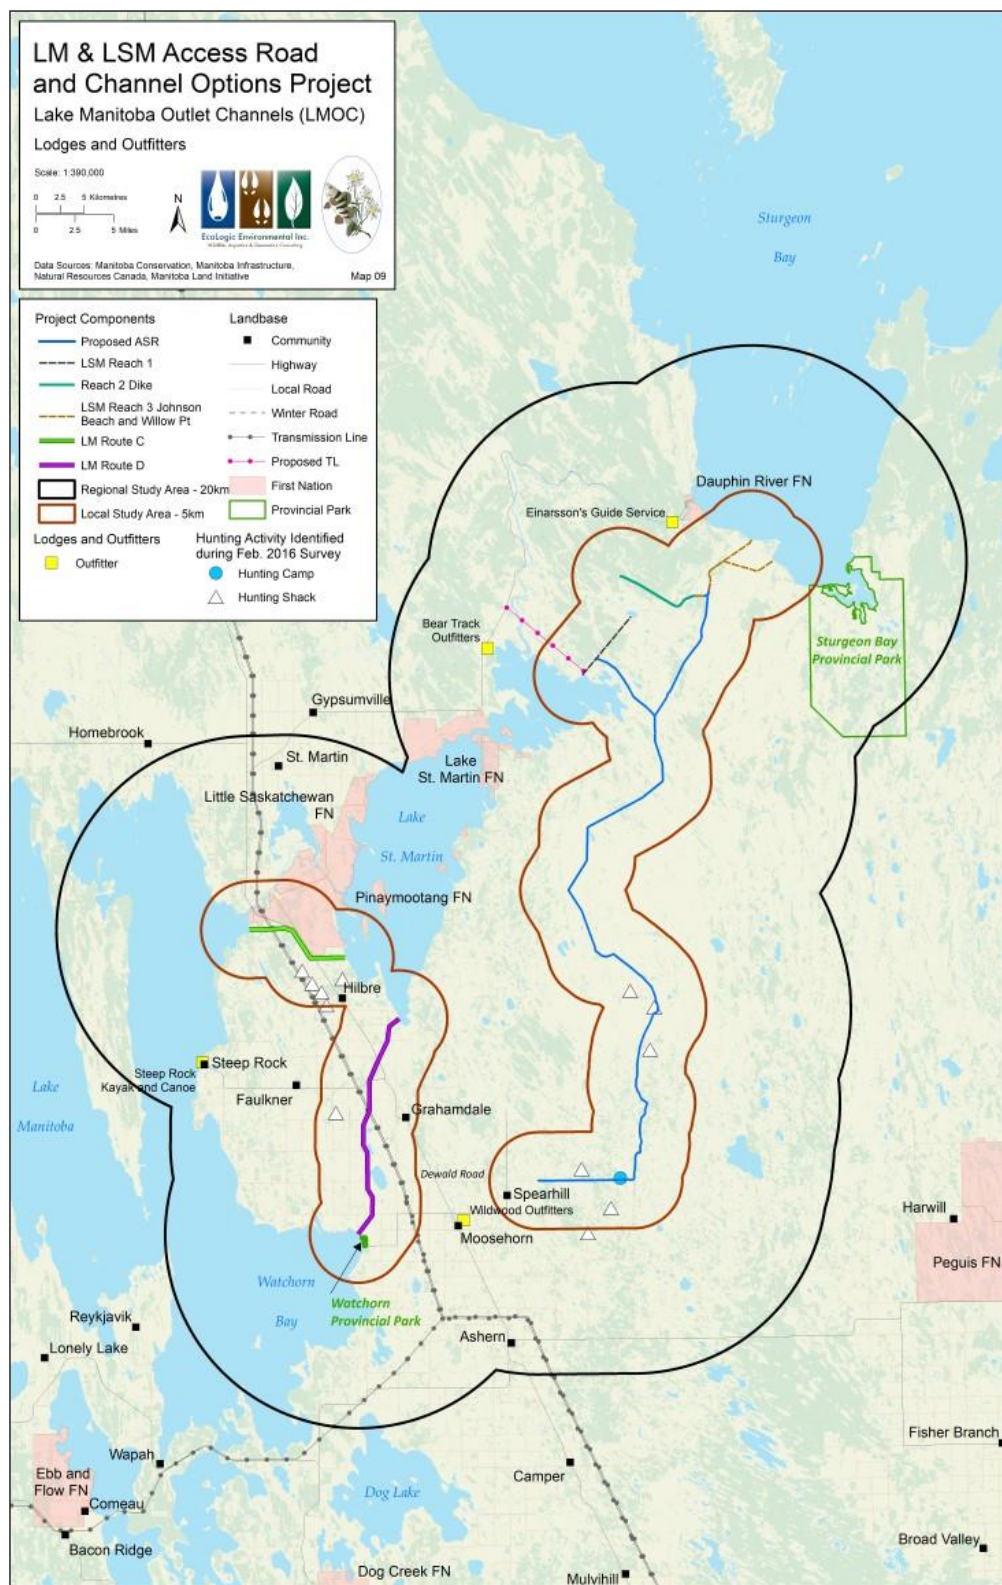 LM & LSM Access Road
and Channel Options Project
Lake Manitoba Outlet Channels (LMOC)
Lodges and Outfitters
Scale: 1:390,000
0 2.5 5 Kilometres
0 2.5 5 Miles
N
EcoLogic Environmental Inc.
Wildlife, Aquatics & Geomatics Consulting
Data Sources: Manitoba Conservation, Manitoba Infrastructure,
Natural Resources Canada, Manitoba Land Initiative
Map 09
Project Components
Proposed ASR
LSM Reach 1
Reach 2 Dike
LSM Reach 3 Johnson
Beach and Willow Pt
LM Route C
LM Route D
Regional Study Area - 20km
Local Study Area - 5km
Lodges and Outfitters
Outfitter
Landbase
Community
Highway
Local Road
Winter Road
Transmission Line
Proposed TL
First Nation
Provincial Park
Hunting Activity Identified
during Feb. 2016 Survey
Hunting Camp
Hunting Shack
Sturgeon
Bay
Dauphin River FN
Einarsson's Guide Service
Bear Track
Outfitters
Sturgeon Bay
Provincial Park
Gypsumville
Homebrook
St. Martin
Lake
St. Martin FN
Little Saskatchewan
FN
Lake
St. Martin
Pinaymootang FN
Hilbre
Steep Rock
Steep Rock
Kayak and Canoe
Faulkner
Lake
Manitoba
Grahamdale
Dewald Road
Spearhill
Wildwood Outfitters
Moosehorn
Harwill
Peguis FN
Watchorn
Bay
Watchorn
Provincial Park
Reykjavik
Lonely Lake
Ashern
Fisher Branch
Wapah
Ebb and
Flow FN
Comeau
Camper
Dog Lake
Bacon Ridge
Broad Valley
Dog Creek FN
Mulvihill